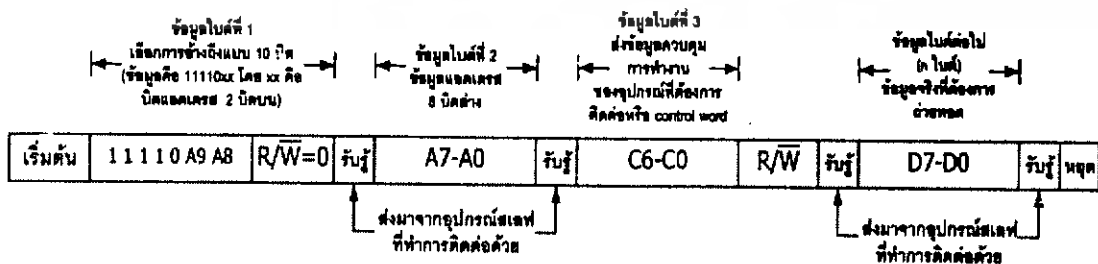 ข้อมูลไบต์ที่ 1
เลือกการอ้างถึงแบบ 10 บิต
(ข้อมูลคือ 11110xx โดย xx คือ
บิตแอดเดรส 2 บิตบน)
ข้อมูลไบต์ที่ 2
ข้อมูลแอดเดรส
8 บิตล่าง
ข้อมูลไบต์ที่ 3
ส่งข้อมูลควบคุม
การทำงาน
ของอุปกรณ์ที่ต้องการ
ติดต่อหรือ control word
ข้อมูลไบต์ต่อไป
(n ไบต์)
ข้อมูลจริงที่ต้องการ
ถ่ายทอด
เริ่มต้น 1 1 1 1 0 A9 A8 R/W̅=0 รับรู้ A7-A0 รับรู้ C6-C0 R/W̅ รับรู้ D7-D0 รับรู้ หยุด
ส่งมาจากอุปกรณ์สเลฟ
ที่ทำการติดต่อด้วย
ส่งมาจากอุปกรณ์สเลฟ
ที่ทำการติดต่อด้วย